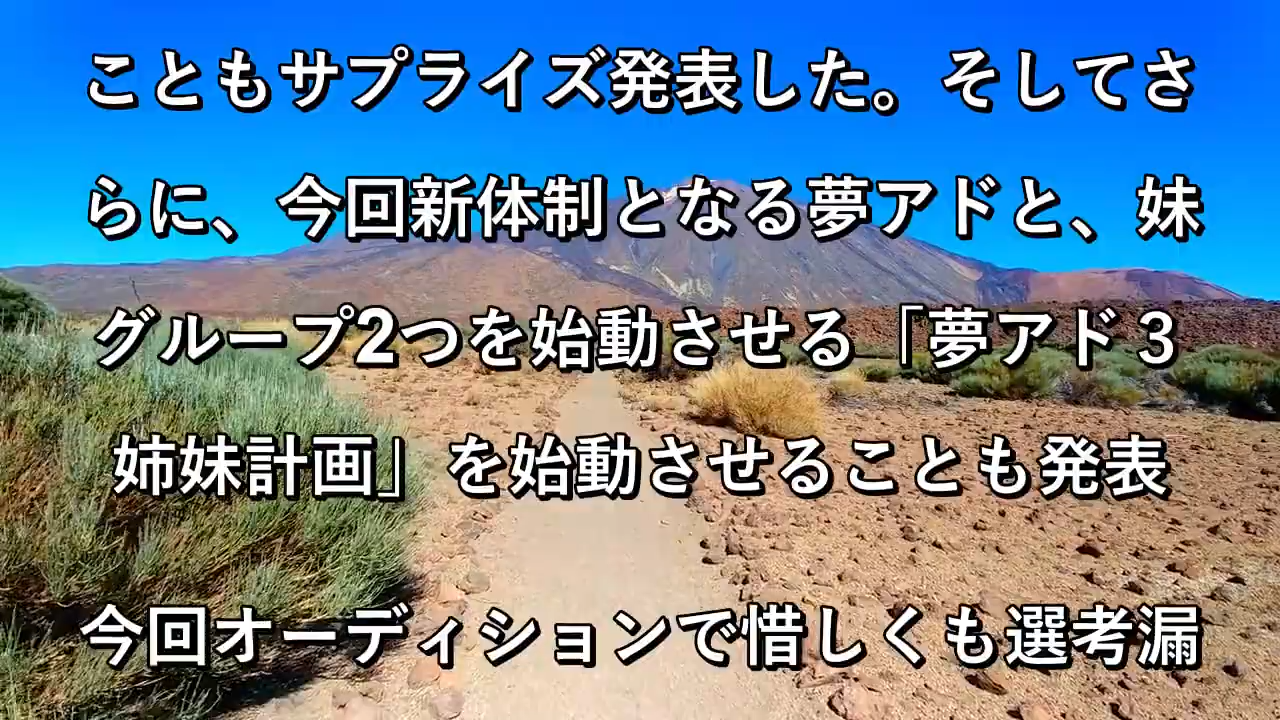 こともサプライズ発表した。そしてさ
らに、今回新体制となる夢アドと、妹
グループ2つを始動させる「夢アド３
姉妹計画」を始動させることも発表
今回オーディションで惜しくも選考漏